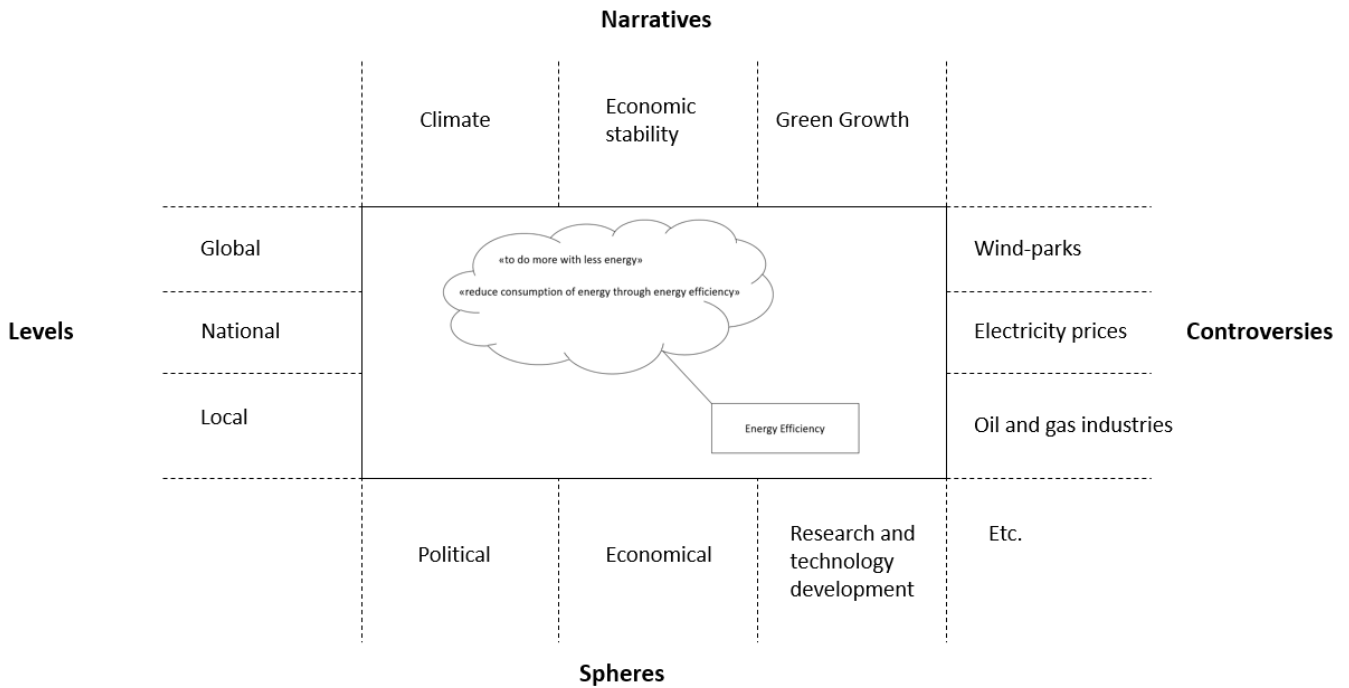 Narratives
Climate
Economic
stability
Green Growth
Global
«to do more with less energy»
Wind-parks
«reduce consumption of energy through energy efficiency»
Levels
National
Electricity prices
Controversies
Local
Energy Efficiency
Oil and gas industries
Political
Economical
Research and
technology
development
Etc.
Spheres